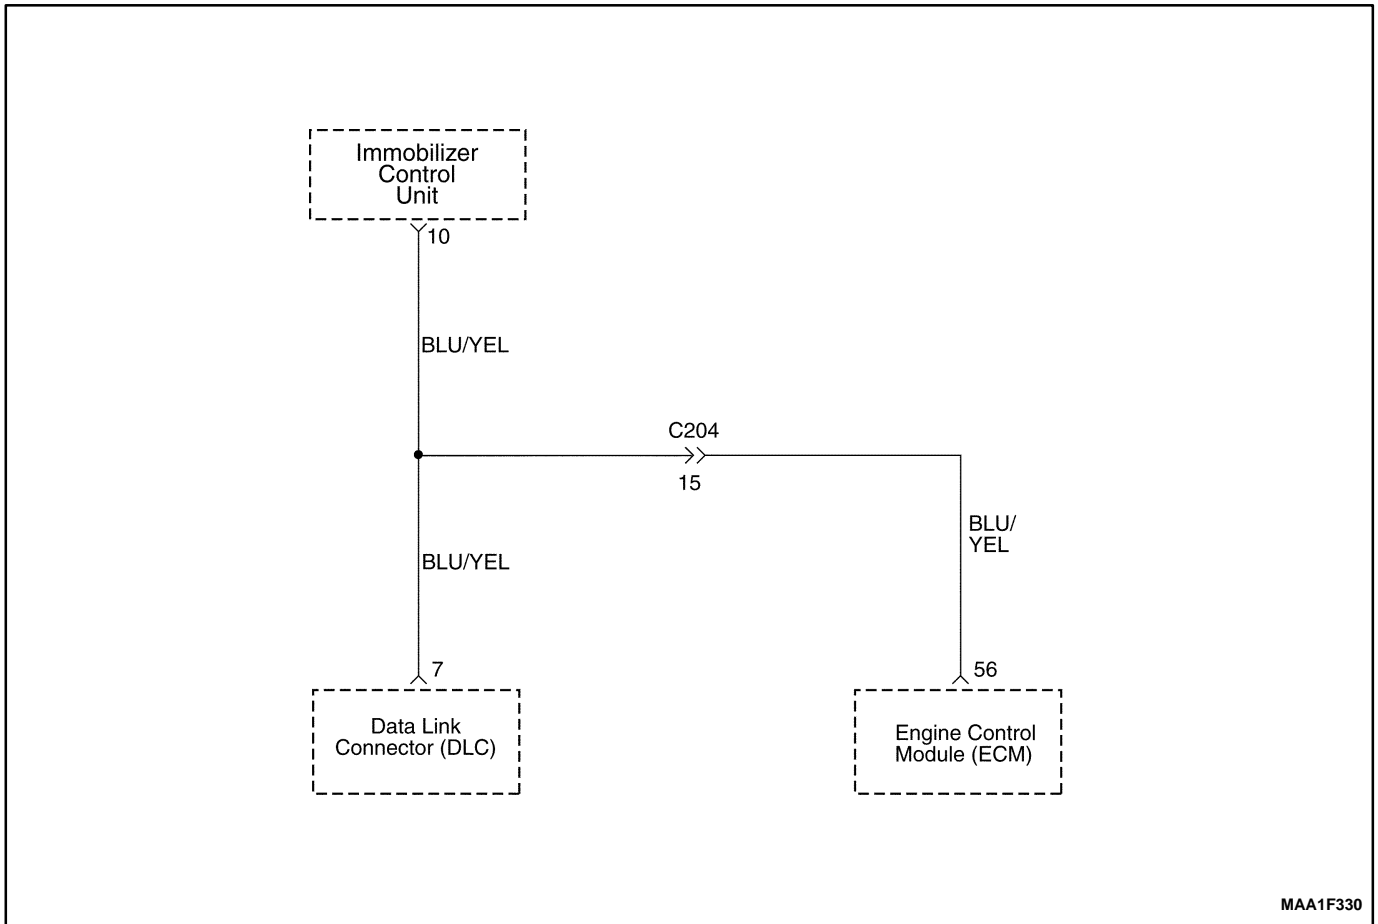 Immobilizer
Control
Unit
10
BLU/YEL
C204
15
BLU/
YEL
BLU/YEL
7
56
Data Link
Connector (DLC)
Engine Control
Module (ECM)
MAA1F330